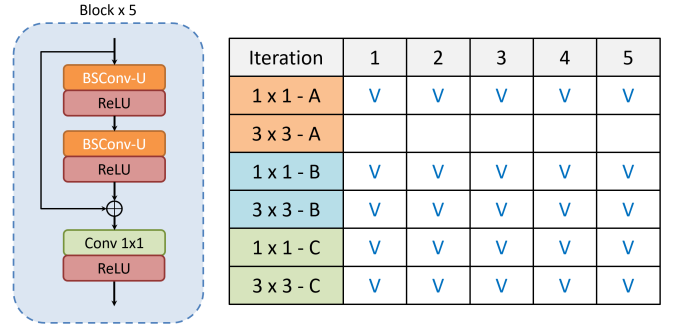 Block x 5
BSConv-U
ReLU
BSConv-U
ReLU
Conv 1x1
ReLU
Iteration 1 2 3 4 5
1 x 1 - A V V V V V
3 x 3 - A
1 x 1 - B V V V V V
3 x 3 - B V V V V V
1 x 1 - C V V V V V
3 x 3 - C V V V V V